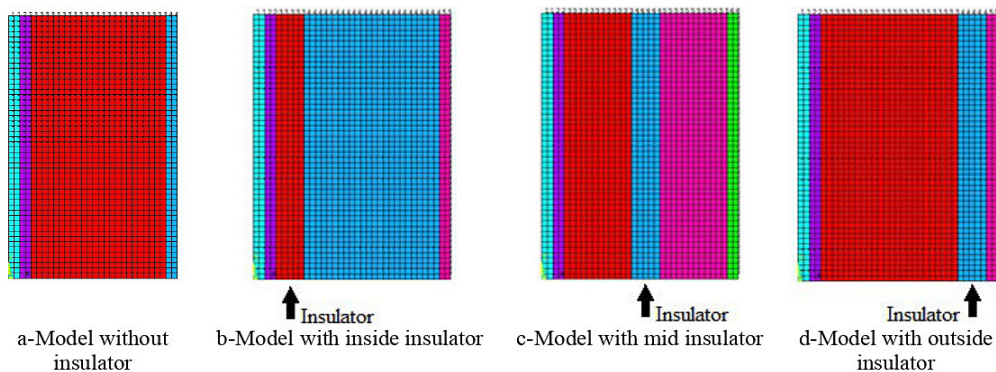 Insulator
Insulator
Insulator
a-Model without
insulator
b-Model with inside insulator
c-Model with mid insulator
d-Model with outside
insulator